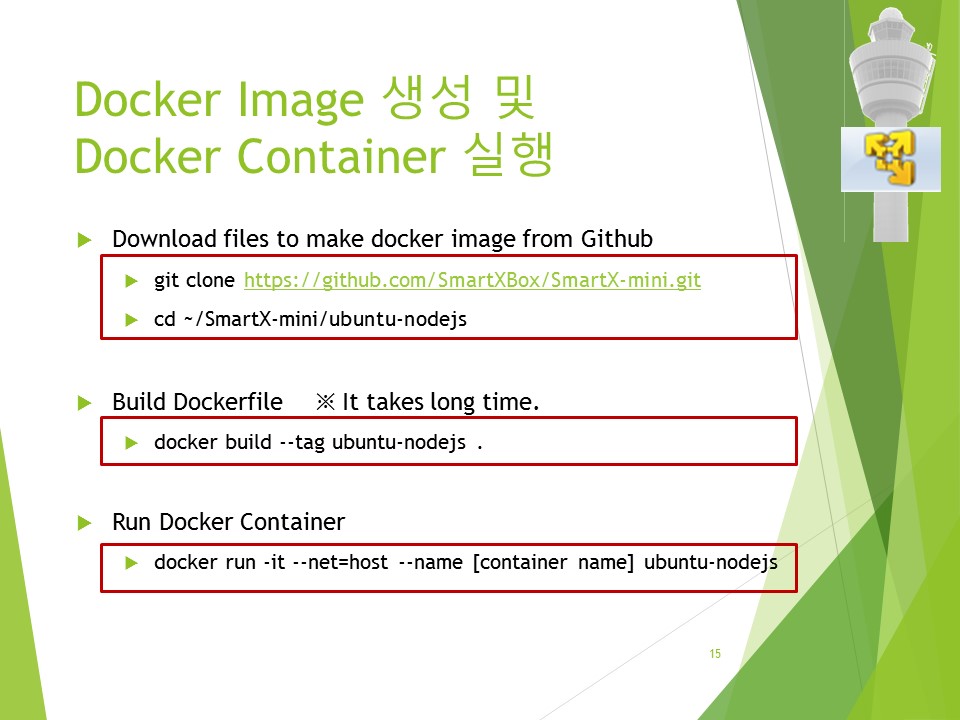 Docker Image 생성 및
Docker Container 실행
Download files to make docker image from Github
git clone https://github.com/SmartXBox/SmartX-mini.git
cd ~/SmartX-mini/ubuntu-nodejs
Build Dockerfile ※ It takes long time.
docker build --tag ubuntu-nodejs .
Run Docker Container
docker run -it --net=host --name [container name] ubuntu-nodejs
15